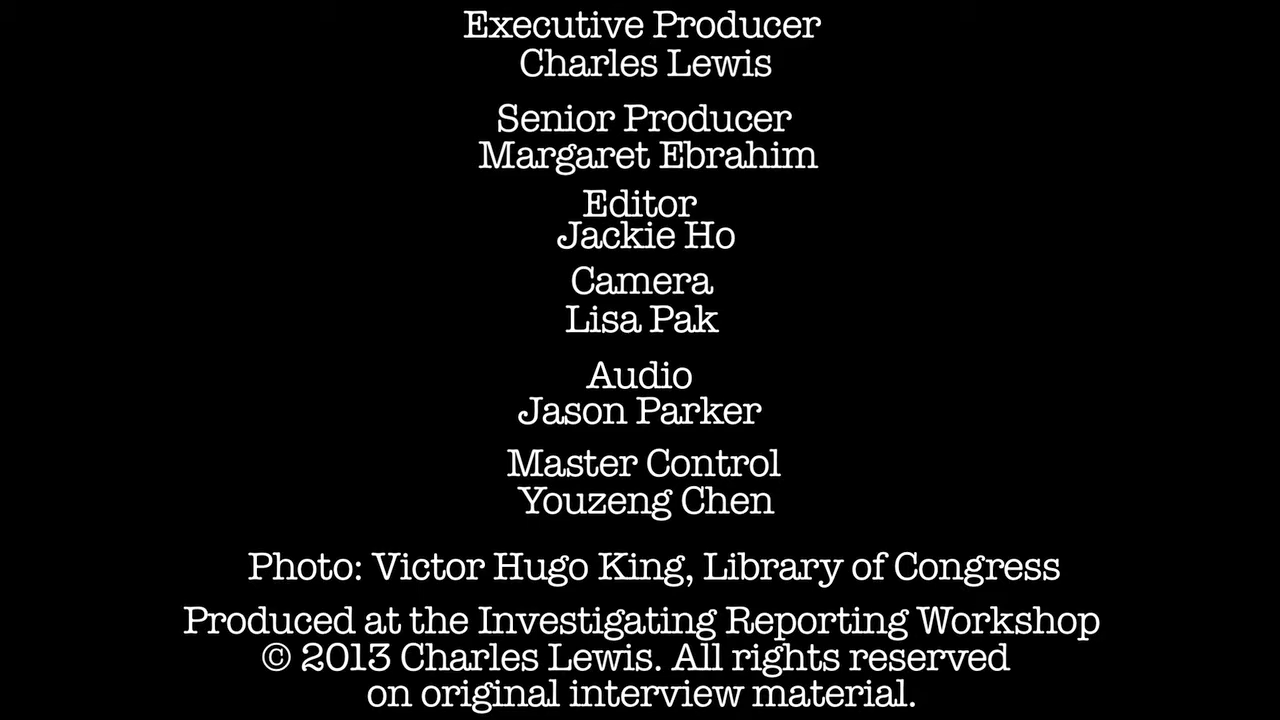 Executive Producer
Charles Lewis
Senior Producer
Margaret Ebrahim
Editor
Jackie Ho
Camera
Lisa Pak
Audio
Jason Parker
Master Control
Youzeng Chen
Photo: Victor Hugo King, Library of Congress
Produced at the Investigating Reporting Workshop
© 2013 Charles Lewis. All rights reserved
on original interview material.